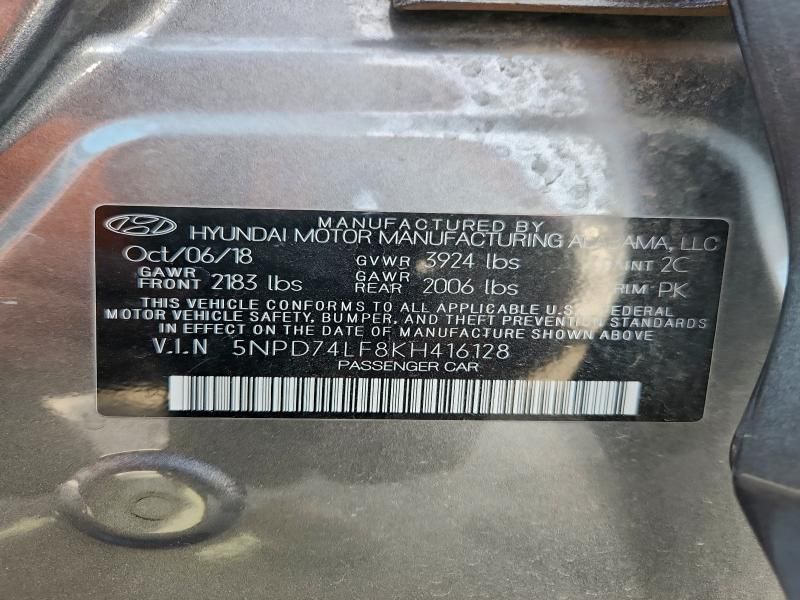 MANUFACTURED BY
HYUNDAI MOTOR MANUFACTURING ALABAMA, LLC
Oct/06/18 GVWR 3924 lbs PAINT 2C
GAWR FRONT 2183 lbs GAWR REAR 2006 lbs TRIM PK
THIS VEHICLE CONFORMS TO ALL APPLICABLE U.S. FEDERAL
MOTOR VEHICLE SAFETY, BUMPER, AND THEFT PREVENTION STANDARDS
IN EFFECT ON THE DATE OF MANUFACTURE SHOWN ABOVE.
V.I.N 5NPD74LF8KH416128
PASSENGER CAR